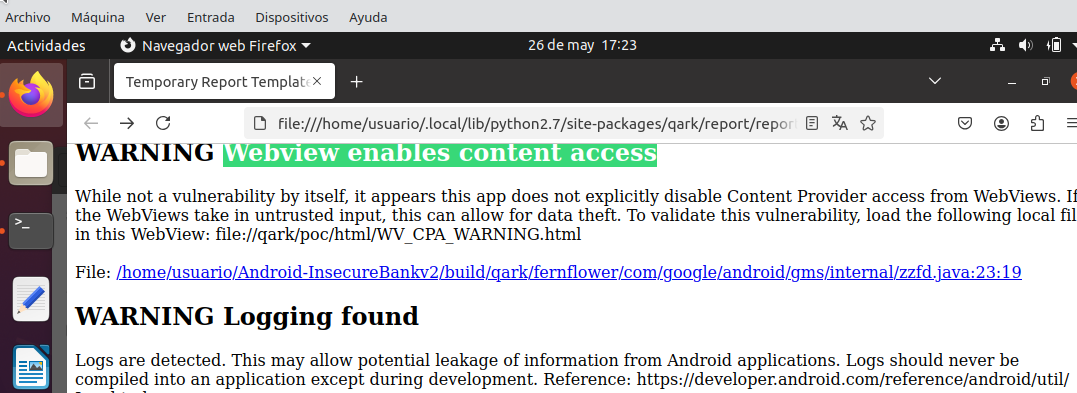 Archivo Máquina Ver Entrada Dispositivos Ayuda
Actividades Navegador web Firefox 26 de may 17:23
Temporary Report Templat
file:///home/usuario/.local/lib/python2.7/site-packages/qark/report/repor
WARNING Webview enables content access
While not a vulnerability by itself, it appears this app does not explicitly disable Content Provider access from WebViews. If
the WebViews take in untrusted input, this can allow for data theft. To validate this vulnerability, load the following local fil
in this WebView: file://qark/poc/html/WV_CPA_WARNING.html
File: /home/usuario/Android-InsecureBankv2/build/qark/fernflower/com/google/android/gms/internal/zzfd.java:23:19
WARNING Logging found
Logs are detected. This may allow potential leakage of information from Android applications. Logs should never be
compiled into an application except during development. Reference: https://developer.android.com/reference/android/util/